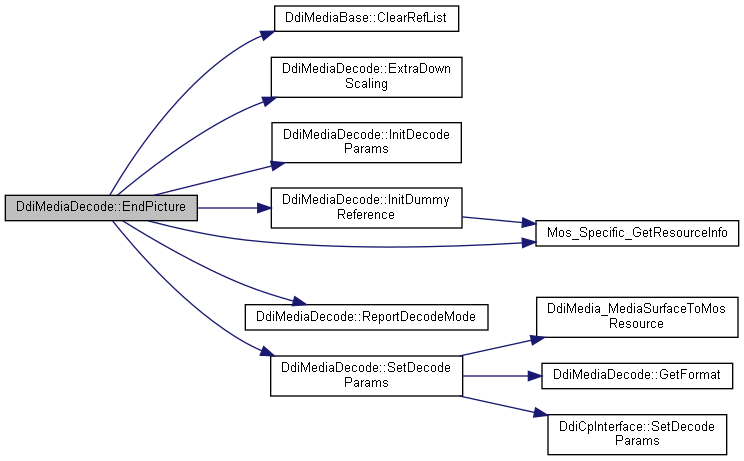 DdiMediaBase::ClearRefList
DdiMediaDecode::ExtraDown
Scaling
DdiMediaDecode::InitDecode
Params
DdiMediaDecode::EndPicture
DdiMediaDecode::InitDummy
Reference
Mos_Specific_GetResourceInfo
DdiMediaDecode::ReportDecodeMode
DdiMedia_MediaSurfaceToMos
Resource
DdiMediaDecode::SetDecode
Params
DdiMediaDecode::GetFormat
DdiCpInterface::SetDecode
Params